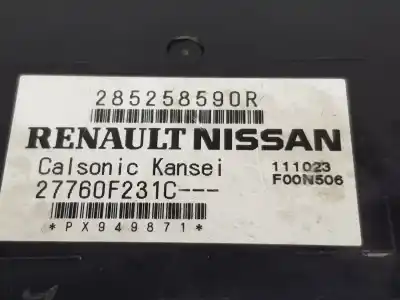 285258590R
RENAULT NISSAN
Calsonic Kansei 111023
27760F231C--- F00N506
*PX949871*